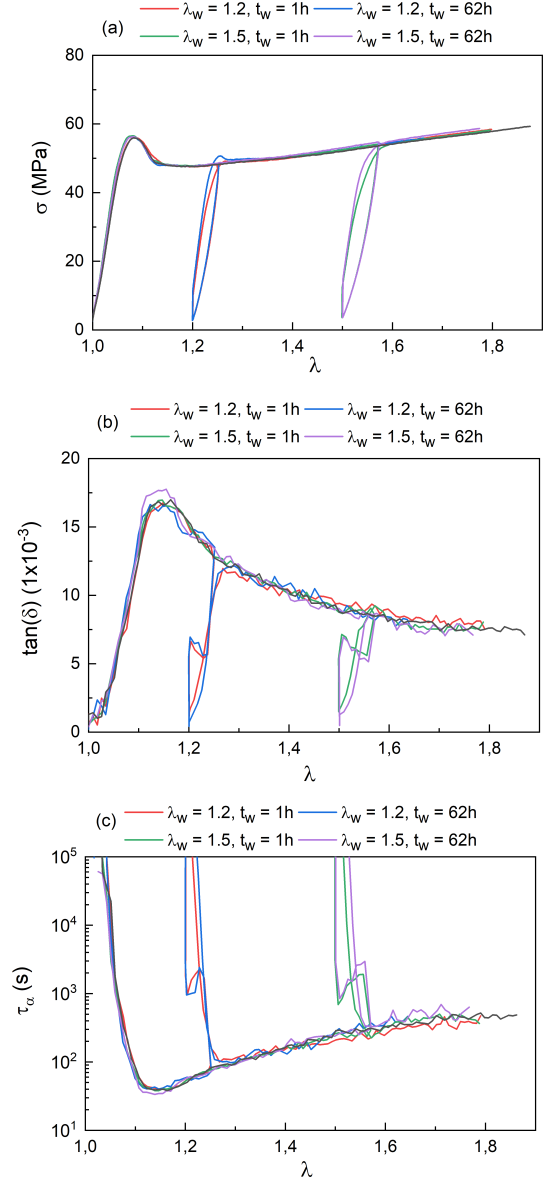 (a)
λw = 1.2, tw = 1h λw = 1.2, tw = 62h
λw = 1.5, tw = 1h λw = 1.5, tw = 62h
80
60
40
20
0
σ (MPa)
1,0 1,2 1,4 1,6 1,8
λ
(b)
λw = 1.2, tw = 1h λw = 1.2, tw = 62h
λw = 1.5, tw = 1h λw = 1.5, tw = 62h
20
15
10
5
0
tan(δ) (1x10⁻³)
1,0 1,2 1,4 1,6 1,8
λ
(c)
λw = 1.2, tw = 1h λw = 1.2, tw = 62h
λw = 1.5, tw = 1h λw = 1.5, tw = 62h
10⁵
10⁴
10³
10²
10¹
τα (s)
1,0 1,2 1,4 1,6 1,8
λ